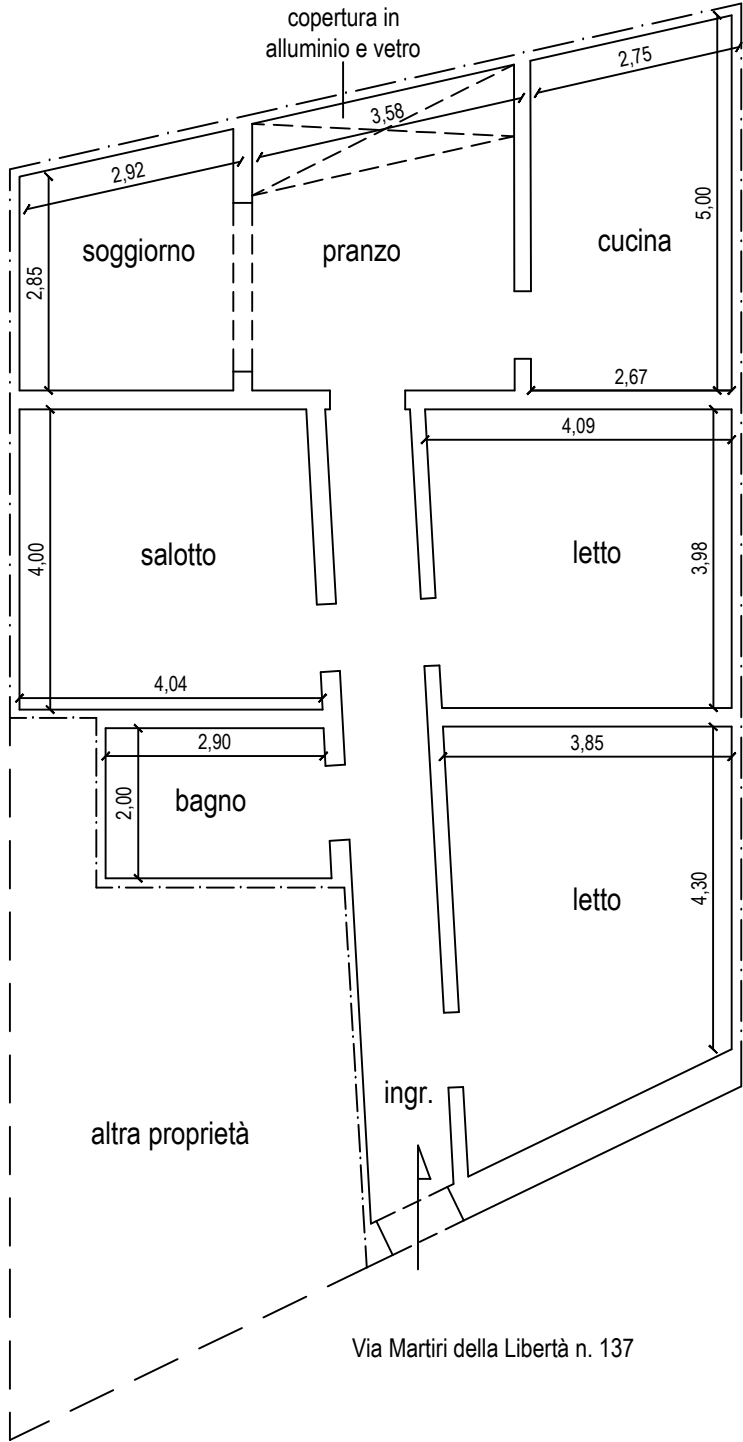 copertura in
alluminio e vetro
2,75
3,58
2,92
5,00
soggiorno
pranzo
cucina
2,85
2,67
4,09
salotto
letto
4,00
3,98
4,04
2,90
3,85
bagno
2,00
letto
4,30
ingr.
altra proprietà
Via Martiri della Libertà n. 137